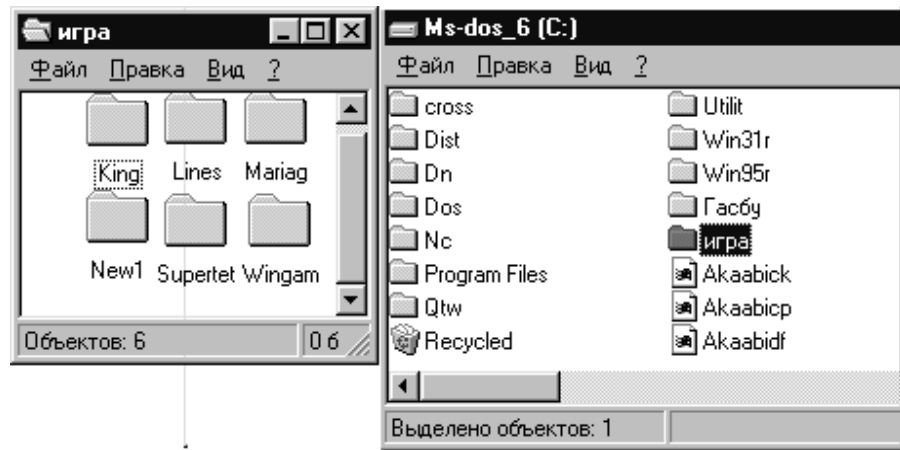 игра
Файл Правка Вид ?
King Lines Mariag
New1 Supertet Wingam
Объектов: 6 0 б
Ms-dos_6 (C:)
Файл Правка Вид ?
cross
Dist
Dn
Dos
Nc
Program Files
Qtw
Recycled
Utilit
Win31r
Win95r
Гасбу
игра
Akaabick
Akaabicp
Akaabidf
Выделено объектов: 1